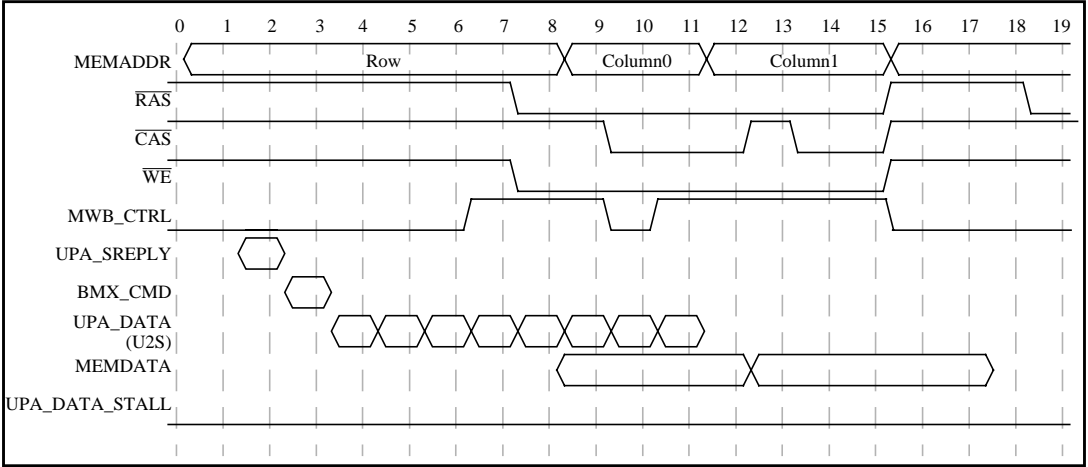 0 1 2 3 4 5 6 7 8 9 10 11 12 13 14 15 16 17 18 19
MEMADDR Row Column0 Column1
RAS
CAS
WE
MWB_CTRL
UPA_SREPLY
BMX_CMD
UPA_DATA
(U2S)
MEMDATA
UPA_DATA_STALL